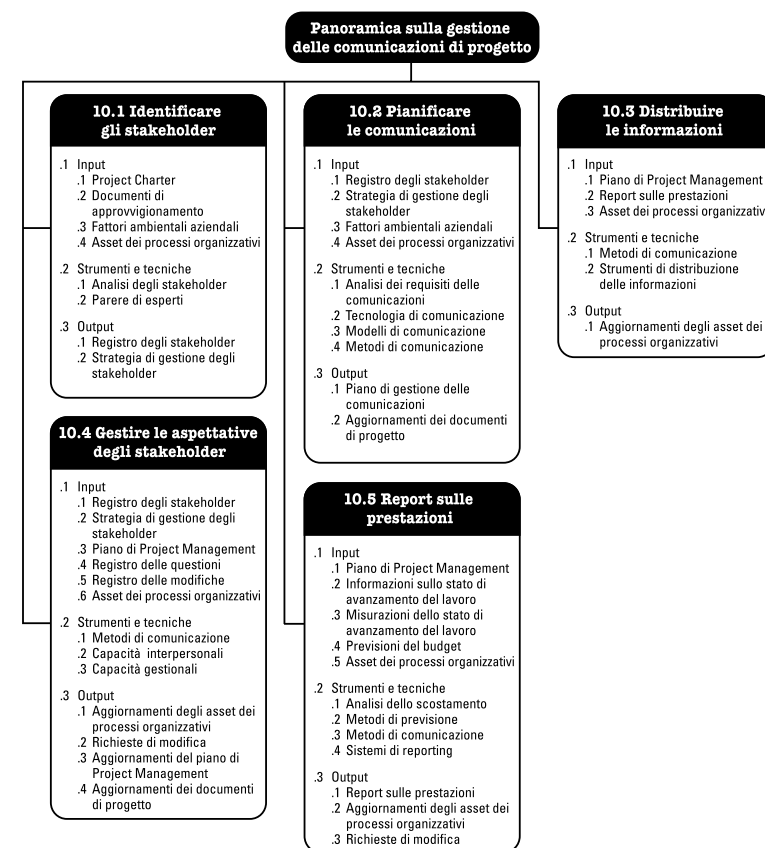 Panoramica sulla gestione
delle comunicazioni di progetto
10.1 Identificare
gli stakeholder
.1 Input
.1 Project Charter
.2 Documenti di
approvvigionamento
.3 Fattori ambientali aziendali
.4 Asset dei processi organizzativi
.2 Strumenti e tecniche
.1 Analisi degli stakeholder
.2 Parere di esperti
.3 Output
.1 Registro degli stakeholder
.2 Strategia di gestione degli
stakeholder
10.2 Pianificare
le comunicazioni
.1 Input
.1 Registro degli stakeholder
.2 Strategia di gestione degli
stakeholder
.3 Fattori ambientali aziendali
.4 Asset dei processi organizzativi
.2 Strumenti e tecniche
.1 Analisi dei requisiti delle
comunicazioni
.2 Tecnologia di comunicazione
.3 Modelli di comunicazione
.4 Metodi di comunicazione
.3 Output
.1 Piano di gestione delle
comunicazioni
.2 Aggiornamenti dei documenti
di progetto
10.3 Distribuire
le informazioni
.1 Input
.1 Piano di Project Management
.2 Report sulle prestazioni
.3 Asset dei processi organizzativ
.2 Strumenti e tecniche
.1 Metodi di comunicazione
.2 Strumenti di distribuzione
delle informazioni
.3 Output
.1 Aggiornamenti degli asset dei
processi organizzativi
10.4 Gestire le aspettative
degli stakeholder
.1 Input
.1 Registro degli stakeholder
.2 Strategia di gestione degli
stakeholder
.3 Piano di Project Management
.4 Registro delle questioni
.5 Registro delle modifiche
.6 Asset dei processi organizzativi
.2 Strumenti e tecniche
.1 Metodi di comunicazione
.2 Capacità interpersonali
.3 Capacità gestionali
.3 Output
.1 Aggiornamenti degli asset dei
processi organizzativi
.2 Richieste di modifica
.3 Aggiornamenti del piano di
Project Management
.4 Aggiornamenti dei documenti
di progetto
10.5 Report sulle
prestazioni
.1 Input
.1 Piano di Project Management
.2 Informazioni sullo stato di
avanzamento del lavoro
.3 Misurazioni dello stato di
avanzamento del lavoro
.4 Previsioni del budget
.5 Asset dei processi organizzativi
.2 Strumenti e tecniche
.1 Analisi dello scostamento
.2 Metodi di previsione
.3 Metodi di comunicazione
.4 Sistemi di reporting
.3 Output
.1 Report sulle prestazioni
.2 Aggiornamenti degli asset dei
processi organizzativi
.3 Richieste di modifica